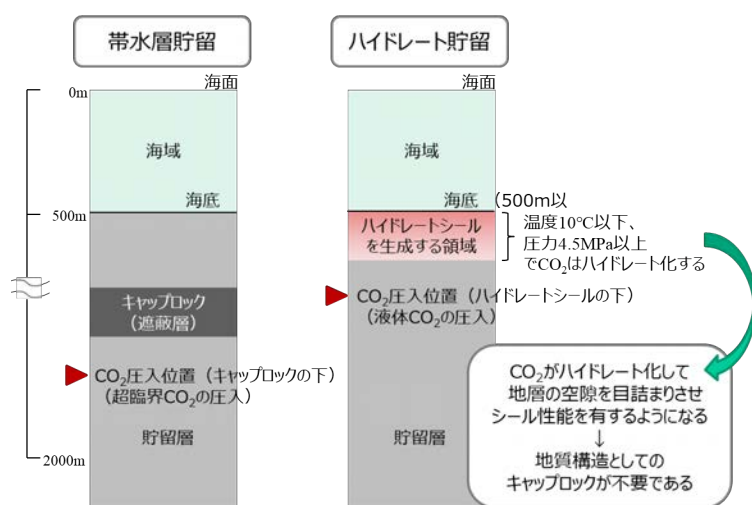 帯水層貯留
海面
0m
海域
海底
500m
キャップロック
（遮蔽層）
CO₂圧入位置（キャップロックの下）
（超臨界CO₂の圧入）
貯留層
2000m
ハイドレート貯留
海面
海域
海底
（500m以
ハイドレートシール
を生成する領域
温度10℃以下、
圧力4.5MPa以上
でCO₂はハイドレート化する
CO₂圧入位置（ハイドレートシールの下）
（液体CO₂の圧入）
貯留層
CO₂がハイドレート化して
地層の空隙を目詰まりさせ
シール性能を有するようになる
↓
地質構造としての
キャップロックが不要である